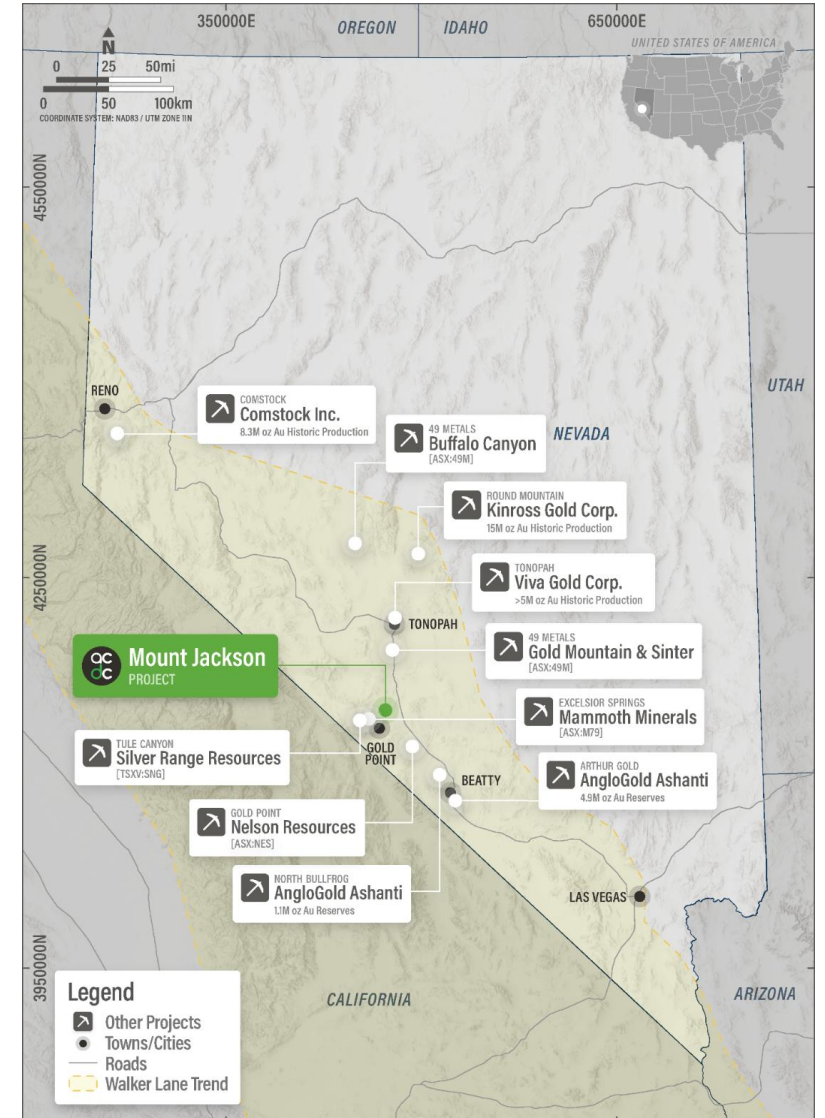 350000E
OREGON
IDAHO
650000E
N
UNITED STATES OF AMERICA
0 25 50mi
0 50 100km
COORDINATE SYSTEM: NAD83 / UTM ZONE 11N
4550000N
RENO
COMSTOCK
Comstock Inc.
8.3M oz Au Historic Production
UTAH
49 METALS
Buffalo Canyon
[ASX:49M]
NEVADA
ROUND MOUNTAIN
Kinross Gold Corp.
15M oz Au Historic Production
4250000N
TONOPAH
Viva Gold Corp.
>5M oz Au Historic Production
TONOPAH
49 METALS
Gold Mountain & Sinter
[ASX:49M]
acdc
Mount Jackson
PROJECT
EXCELSIOR SPRINGS
Mammoth Minerals
[ASX:M79]
TULE CANYON
Silver Range Resources
[TSXV:SNG]
GOLD
POINT
ARTHUR GOLD
AngloGold Ashanti
4.9M oz Au Reserves
BEATTY
GOLD POINT
Nelson Resources
[ASX:NES]
NORTH BULLFROG
AngloGold Ashanti
1.1M oz Au Reserves
LAS VEGAS
3950000N
CALIFORNIA
ARIZONA
Legend
Other Projects
Towns/Cities
Roads
Walker Lane Trend